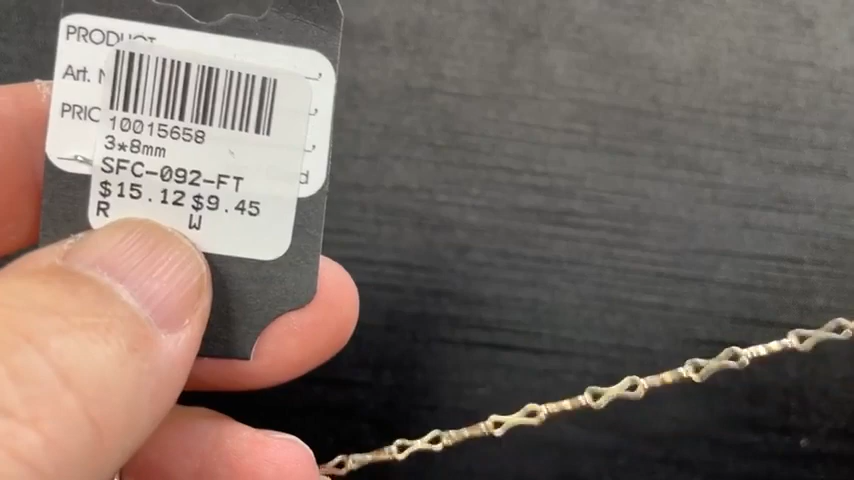 PRODUCT
Art. N
PRIC
10015658
3*8mm
SFC-092-FT
$15.12 $9.45
R W
d